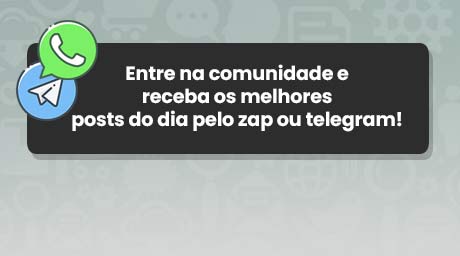 Entre na comunidade e
receba os melhores
posts do dia pelo zap ou telegram!